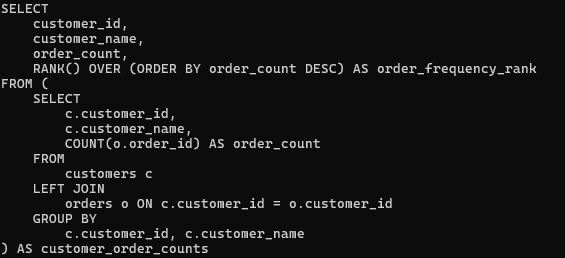 SELECT
    customer_id,
    customer_name,
    order_count,
    RANK() OVER (ORDER BY order_count DESC) AS order_frequency_rank
FROM (
    SELECT
        c.customer_id,
        c.customer_name,
        COUNT(o.order_id) AS order_count
    FROM
        customers c
    LEFT JOIN
        orders o ON c.customer_id = o.customer_id
    GROUP BY
        c.customer_id, c.customer_name
) AS customer_order_counts